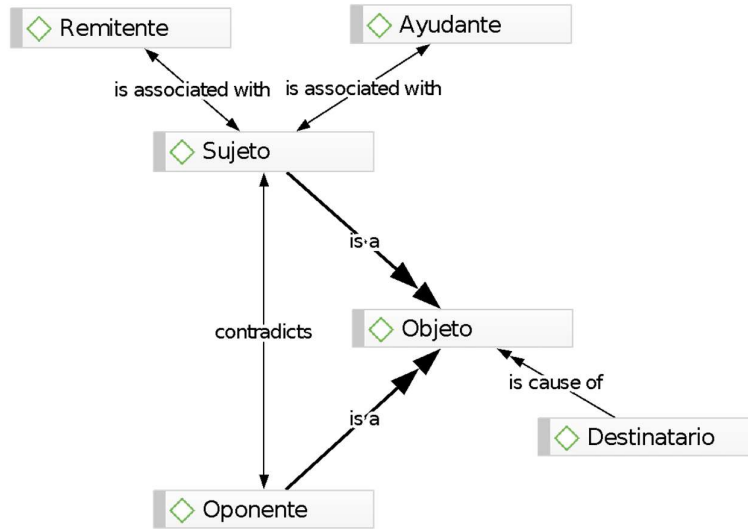 Remitente
Ayudante
is associated with
is associated with
Sujeto
is a
contradicts
Objeto
is cause of
is a
Destinatario
Oponente